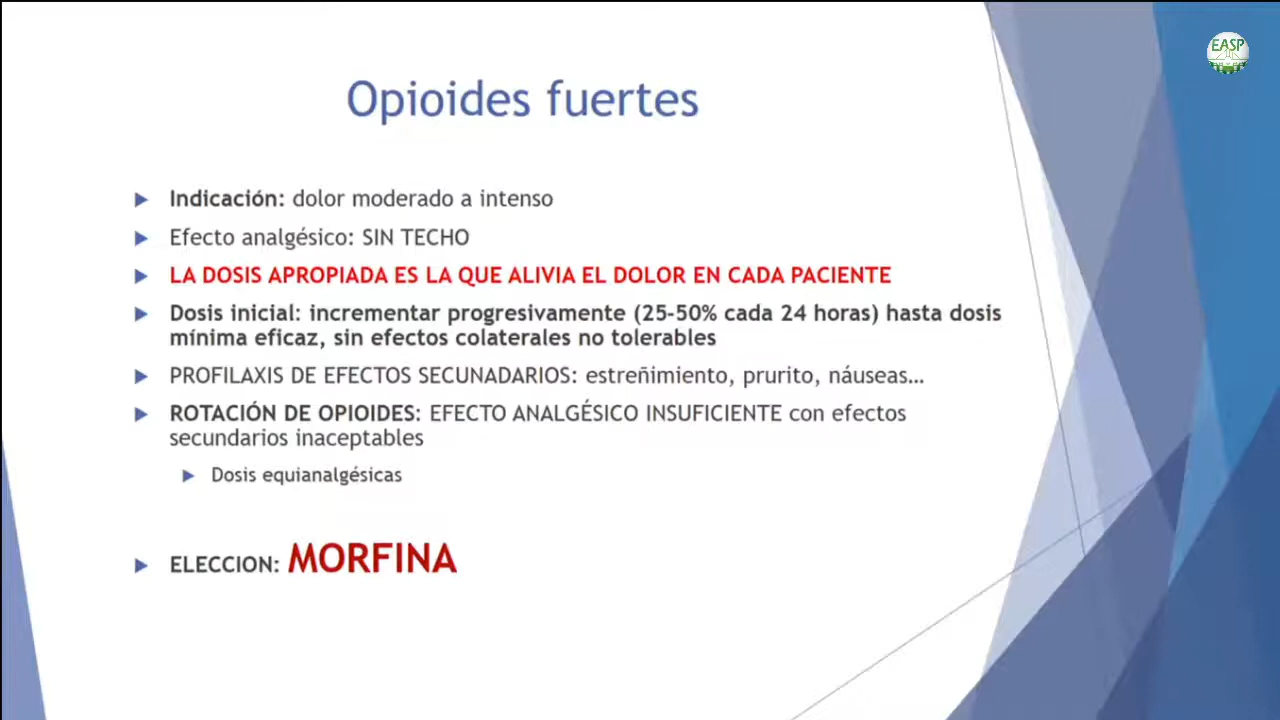 EASP
Opioides fuertes
Indicación: dolor moderado a intenso
Efecto analgésico: SIN TECHO
LA DOSIS APROPIADA ES LA QUE ALIVIA EL DOLOR EN CADA PACIENTE
Dosis inicial: incrementar progresivamente (25-50% cada 24 horas) hasta dosis
mínima eficaz, sin efectos colaterales no tolerables
PROFILAXIS DE EFECTOS SECUNADARIOS: estreñimiento, prurito, náuseas…
ROTACIÓN DE OPIOIDES: EFECTO ANALGÉSICO INSUFICIENTE con efectos
secundarios inaceptables
Dosis equianalgésicas
ELECCION: MORFINA